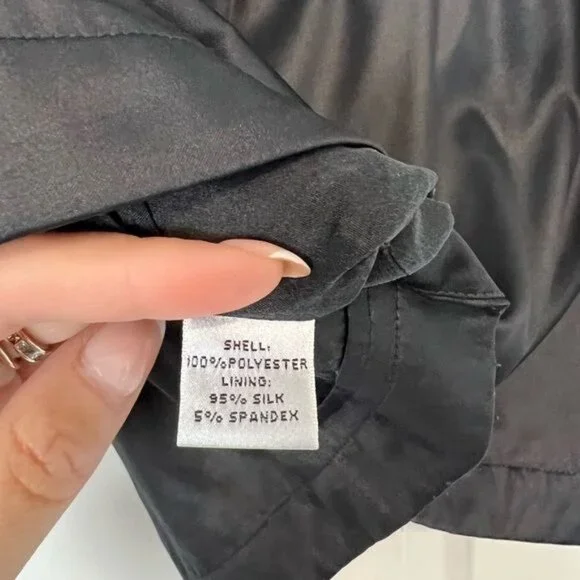 SHELL:
100%POLYESTER
LINING:
95% SILK
5% SPANDEX